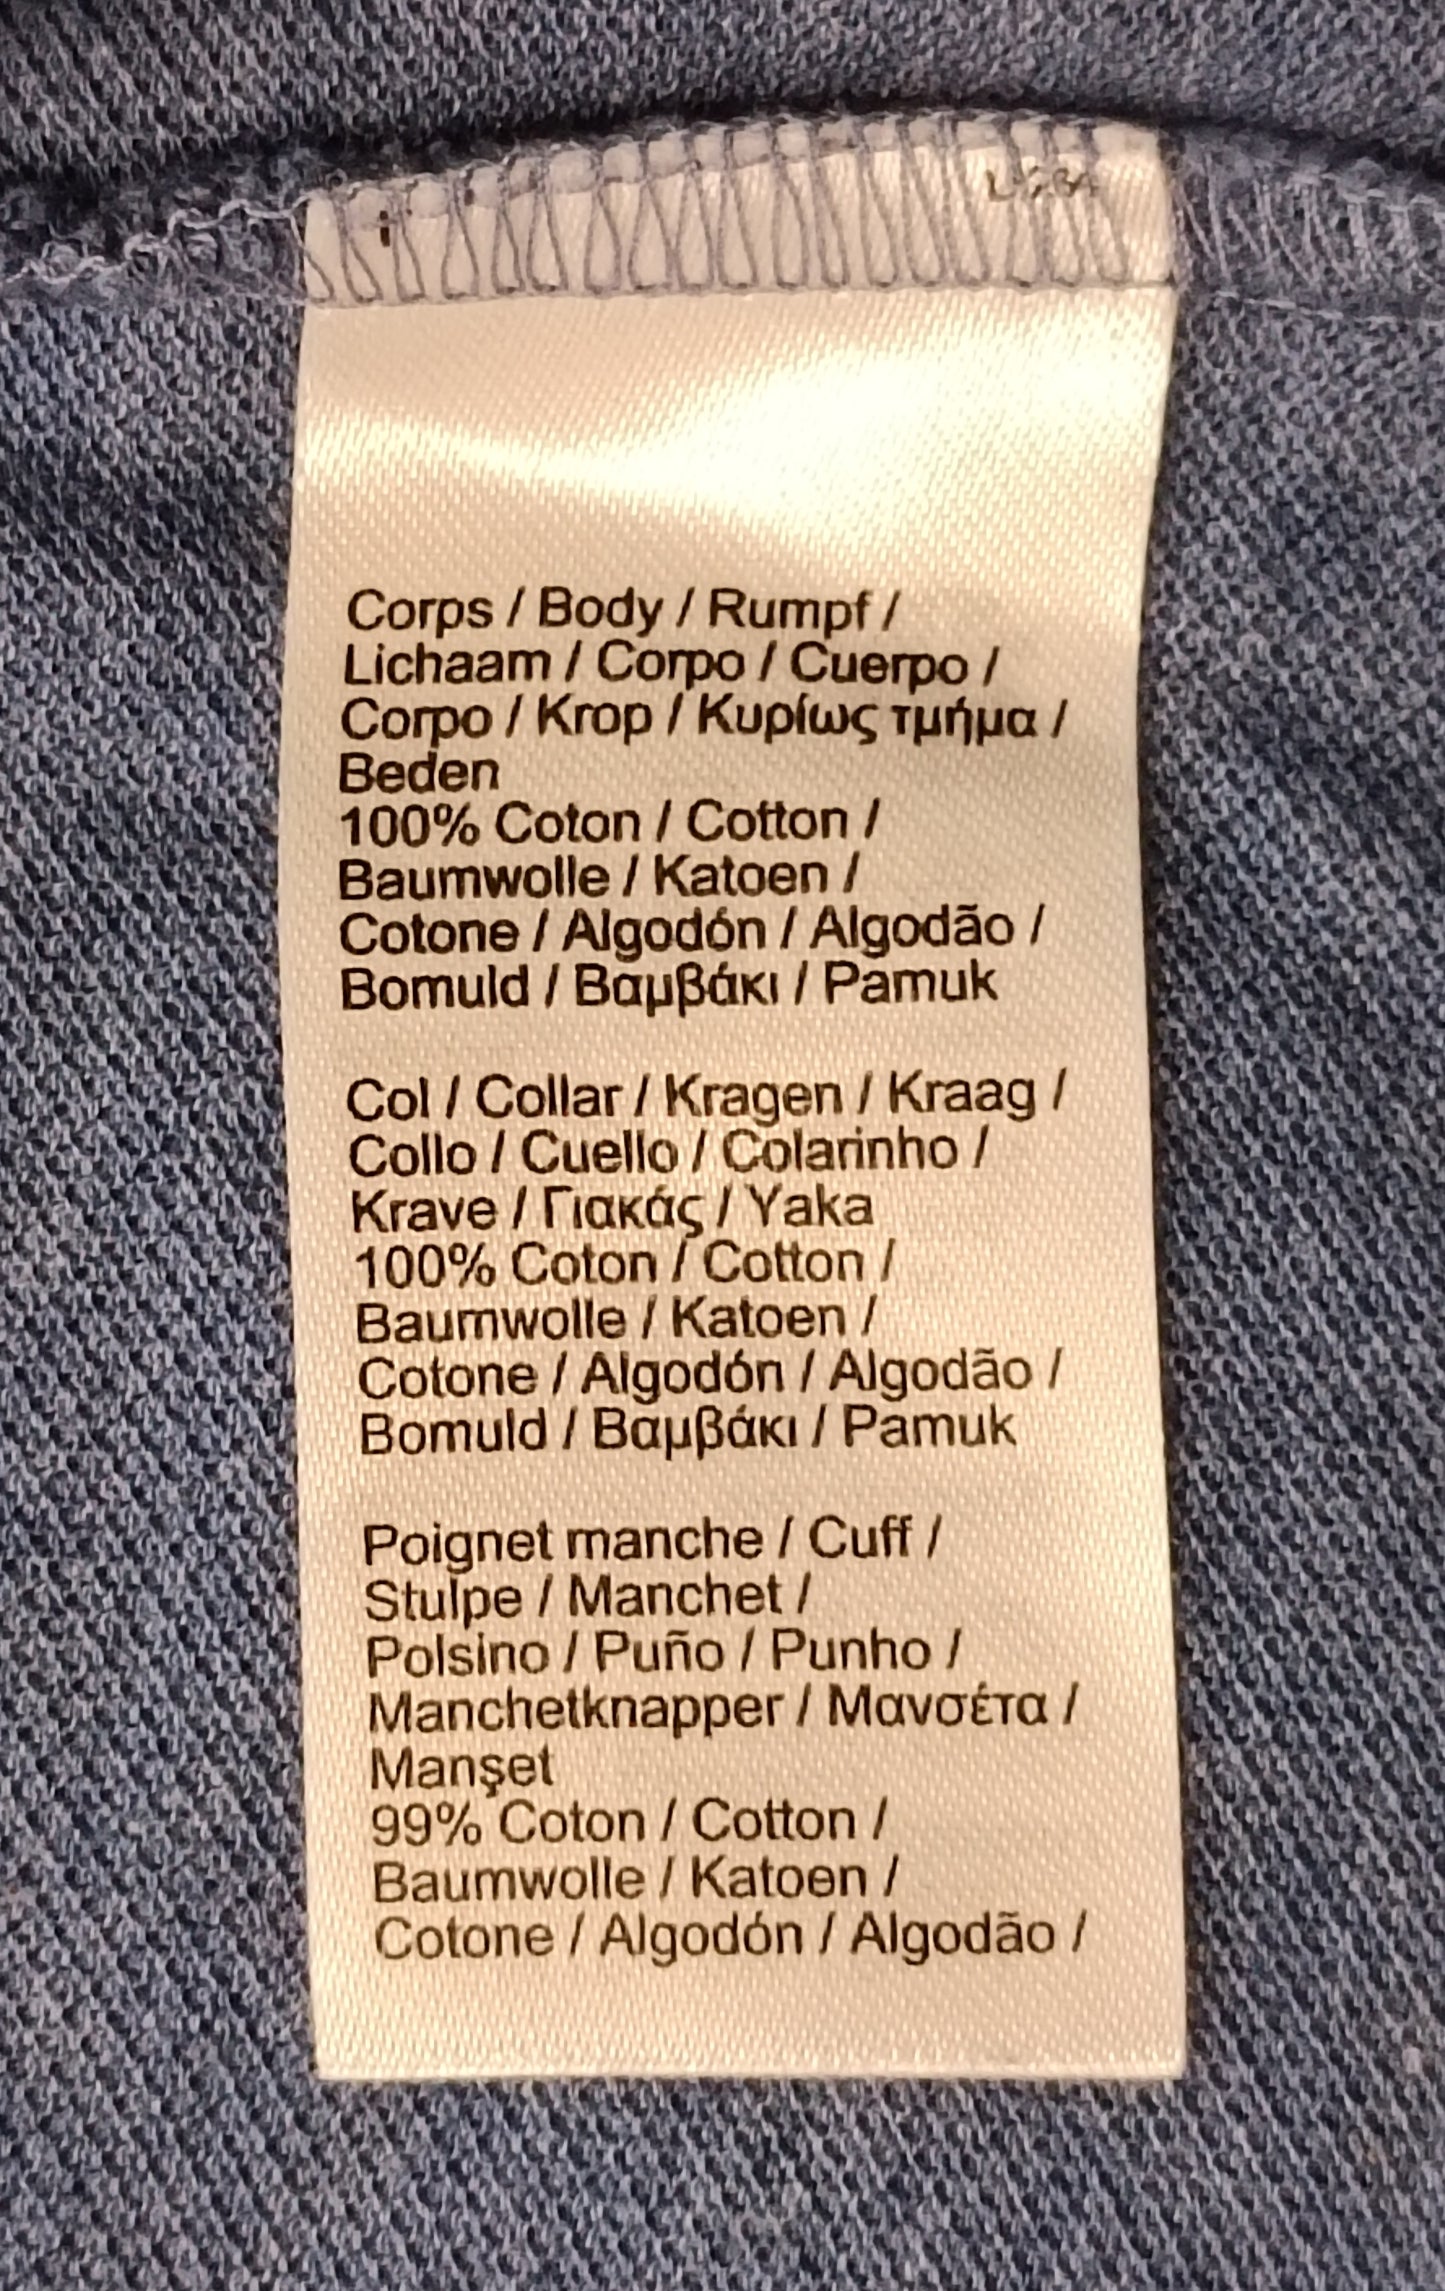 Corps / Body / Rumpf /
Lichaam / Corpo / Cuerpo /
Corpo / Krop / Κυρίως τμήμα /
Beden
100% Coton / Cotton /
Baumwolle / Katoen /
Cotone / Algodón / Algodão /
Bomuld / Βαμβάκι / Pamuk
Col / Collar / Kragen / Kraag /
Collo / Cuello / Colarinho /
Krave / Γιακάς / Yaka
100% Coton / Cotton /
Baumwolle / Katoen /
Cotone / Algodón / Algodão /
Bomuld / Βαμβάκι / Pamuk
Poignet manche / Cuff /
Stulpe / Manchet /
Polsino / Puño / Punho /
Manchetknapper / Μανσέτα /
Manşet
99% Coton / Cotton /
Baumwolle / Katoen /
Cotone / Algodón / Algodão /